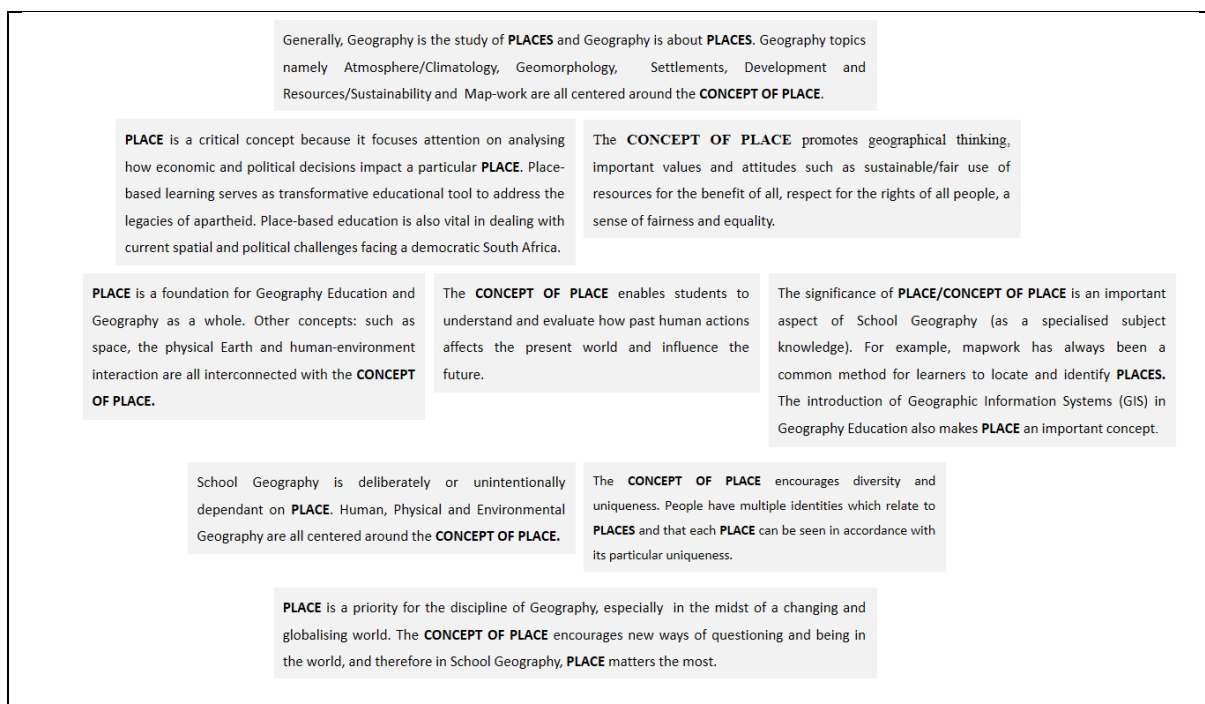 Generally, Geography is the study of PLACES and Geography is about PLACES. Geography topics
namely Atmosphere/Climatology, Geomorphology, Settlements, Development and
Resources/Sustainability and Map-work are all centered around the CONCEPT OF PLACE.
PLACE is a critical concept because it focuses attention on analysing
how economic and political decisions impact a particular PLACE. Place-
based learning serves as transformative educational tool to address the
legacies of apartheid. Place-based education is also vital in dealing with
current spatial and political challenges facing a democratic South Africa.
The CONCEPT OF PLACE promotes geographical thinking,
important values and attitudes such as sustainable/fair use of
resources for the benefit of all, respect for the rights of all people, a
sense of fairness and equality.
PLACE is a foundation for Geography Education and
Geography as a whole. Other concepts: such as
space, the physical Earth and human-environment
interaction are all interconnected with the CONCEPT
OF PLACE.
The CONCEPT OF PLACE enables students to
understand and evaluate how past human actions
affects the present world and influence the
future.
The significance of PLACE/CONCEPT OF PLACE is an important
aspect of School Geography (as a specialised subject
knowledge). For example, mapwork has always been a
common method for learners to locate and identify PLACES.
The introduction of Geographic Information Systems (GIS) in
Geography Education also makes PLACE an important concept.
School Geography is deliberately or unintentionally
dependant on PLACE. Human, Physical and Environmental
Geography are all centered around the CONCEPT OF PLACE.
The CONCEPT OF PLACE encourages diversity and
uniqueness. People have multiple identities which relate to
PLACES and that each PLACE can be seen in accordance with
its particular uniqueness.
PLACE is a priority for the discipline of Geography, especially in the midst of a changing and
globalising world. The CONCEPT OF PLACE encourages new ways of questioning and being in
the world, and therefore in School Geography, PLACE matters the most.